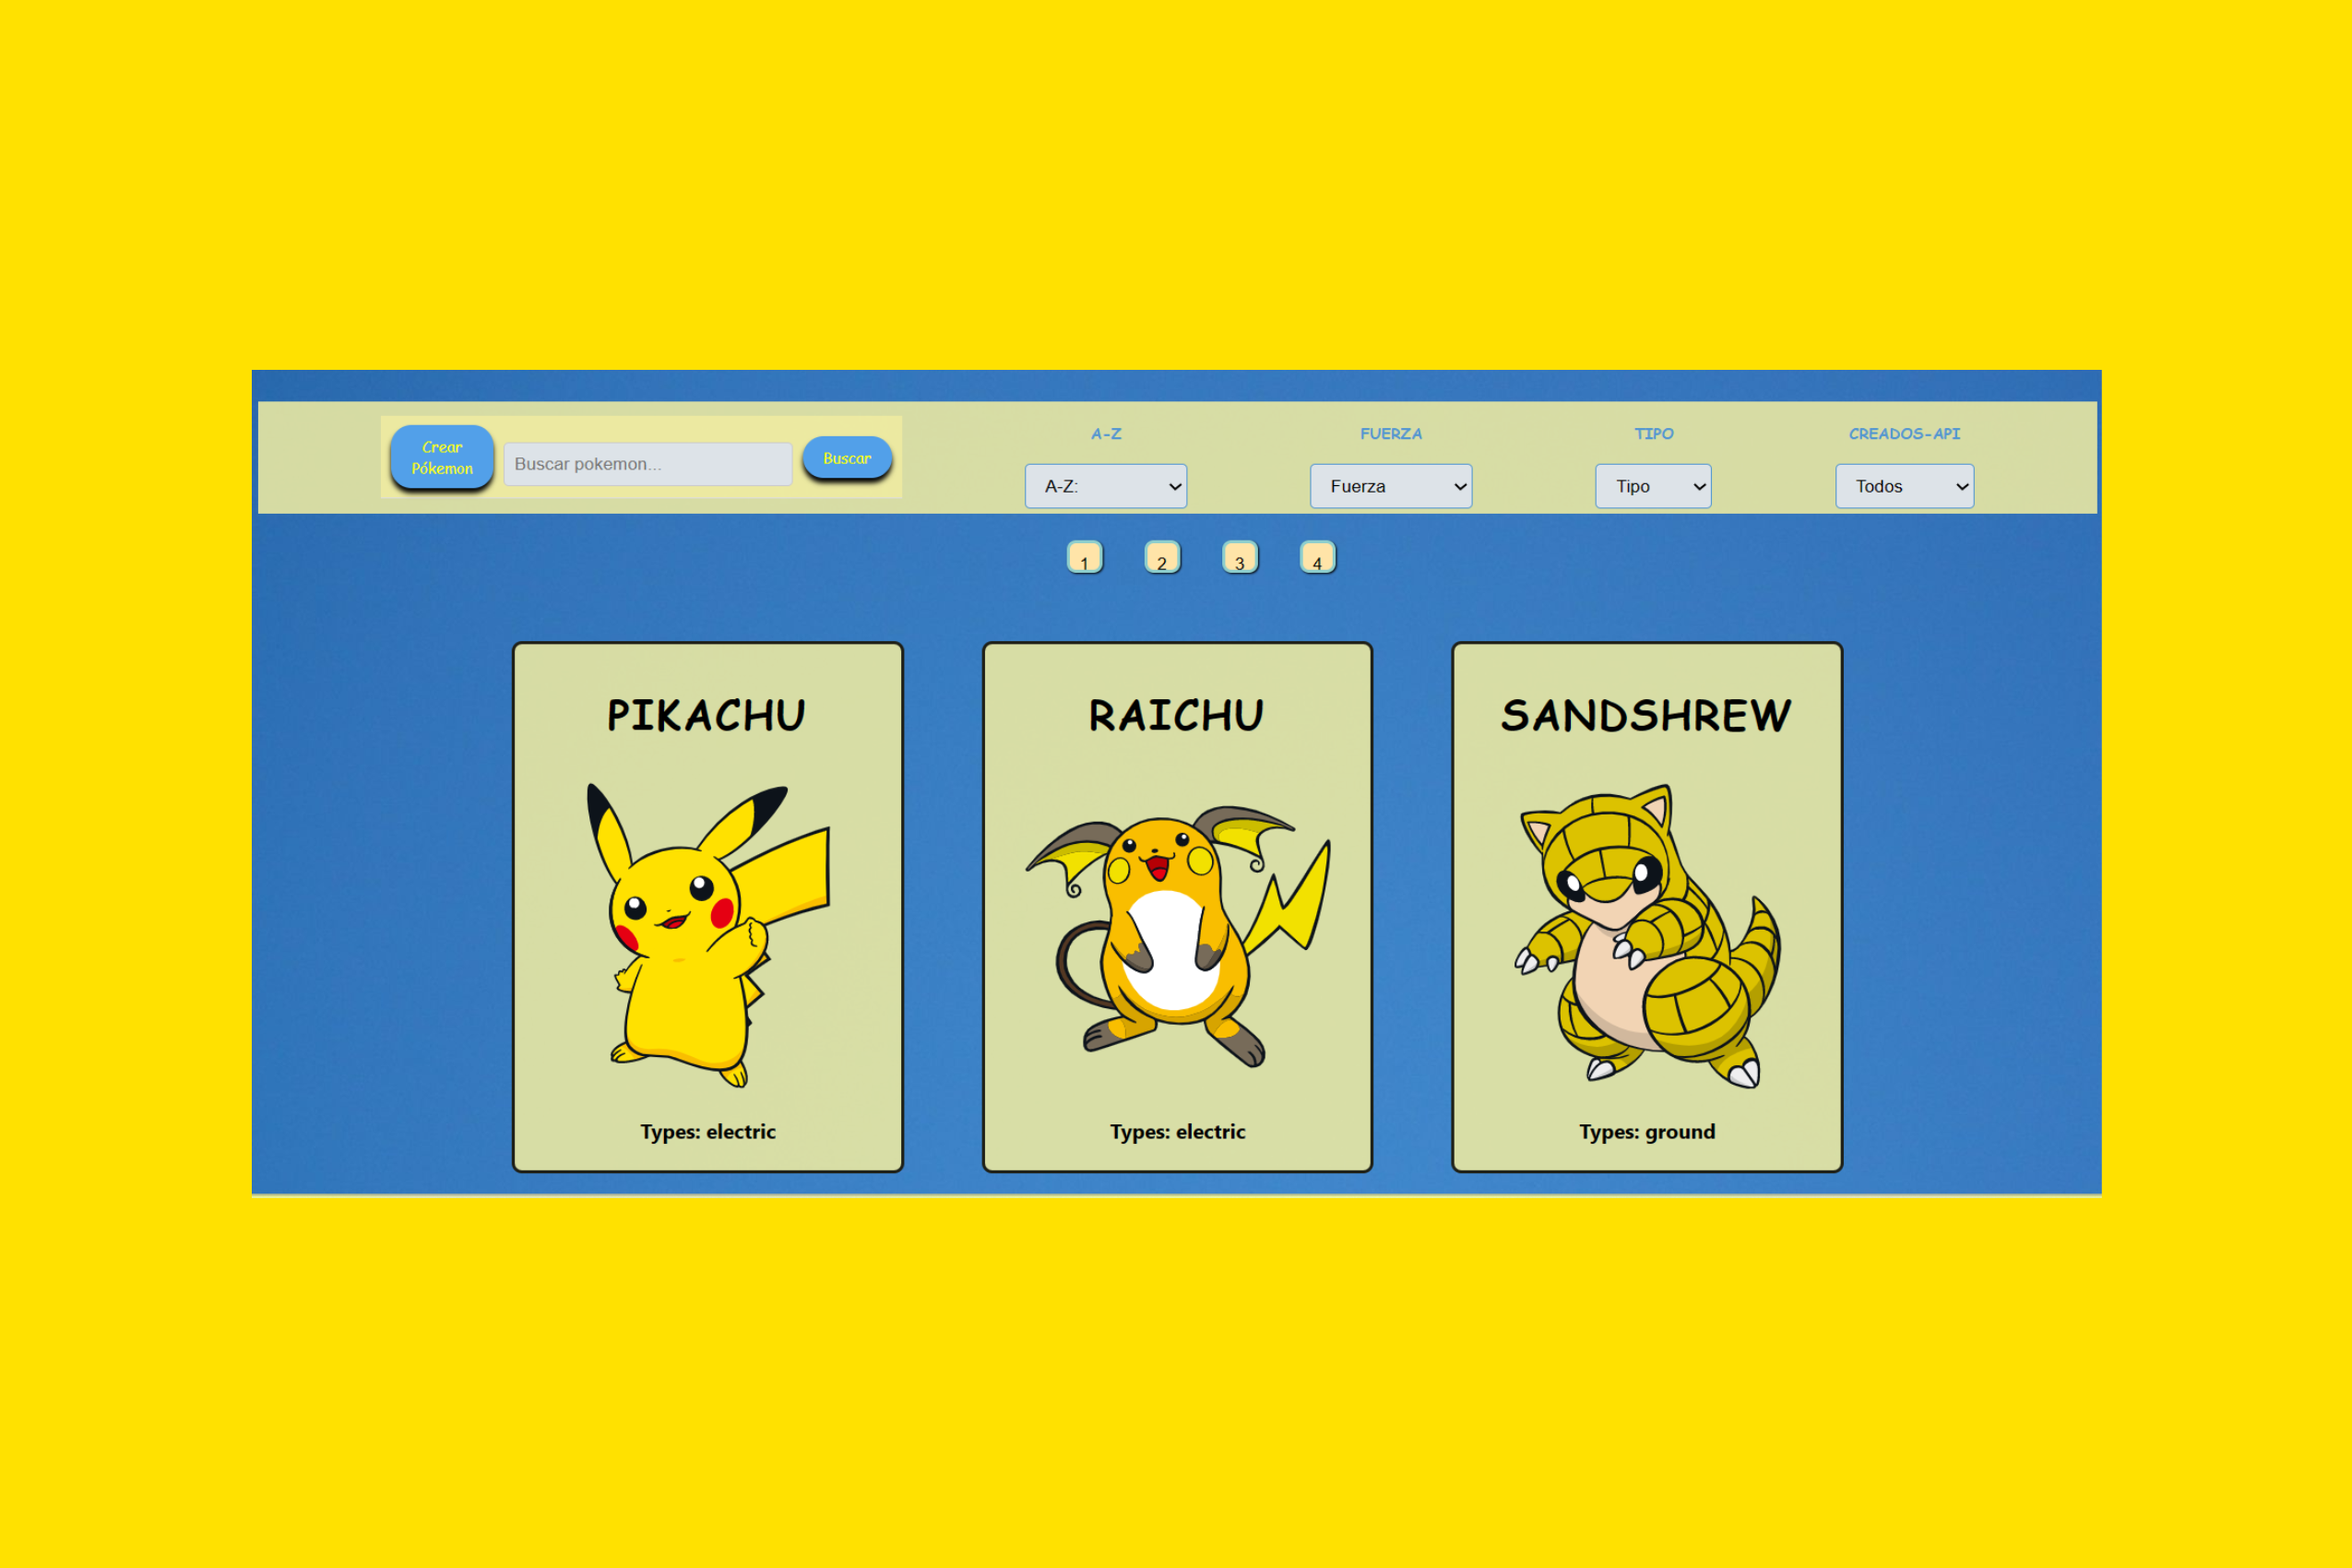 Crear
Pókemon
Buscar pokemon...
Buscar
A-Z
A-Z:
FUERZA
Fuerza
TIPO
Tipo
CREADOS-API
Todos
1 2 3 4
PIKACHU
Types: electric
RAICHU
Types: electric
SANDSHREW
Types: ground